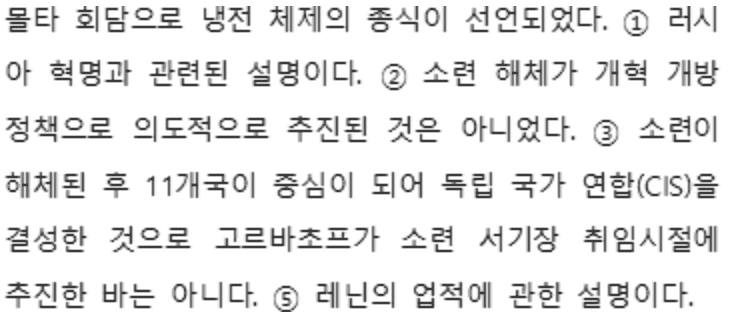 몰타 회담으로 냉전 체제의 종식이 선언되었다. ① 러시
아 혁명과 관련된 설명이다. ② 소련 해체가 개혁 개방
정책으로 의도적으로 추진된 것은 아니었다. ③ 소련이
해체된 후 11개국이 중심이 되어 독립 국가 연합(CIS)을
결성한 것으로 고르바초프가 소련 서기장 취임시절에
추진한 바는 아니다. ⑤ 레닌의 업적에 관한 설명이다.